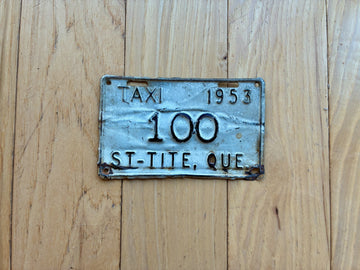 TAXI 1953
100
ST-TITE, QUE.